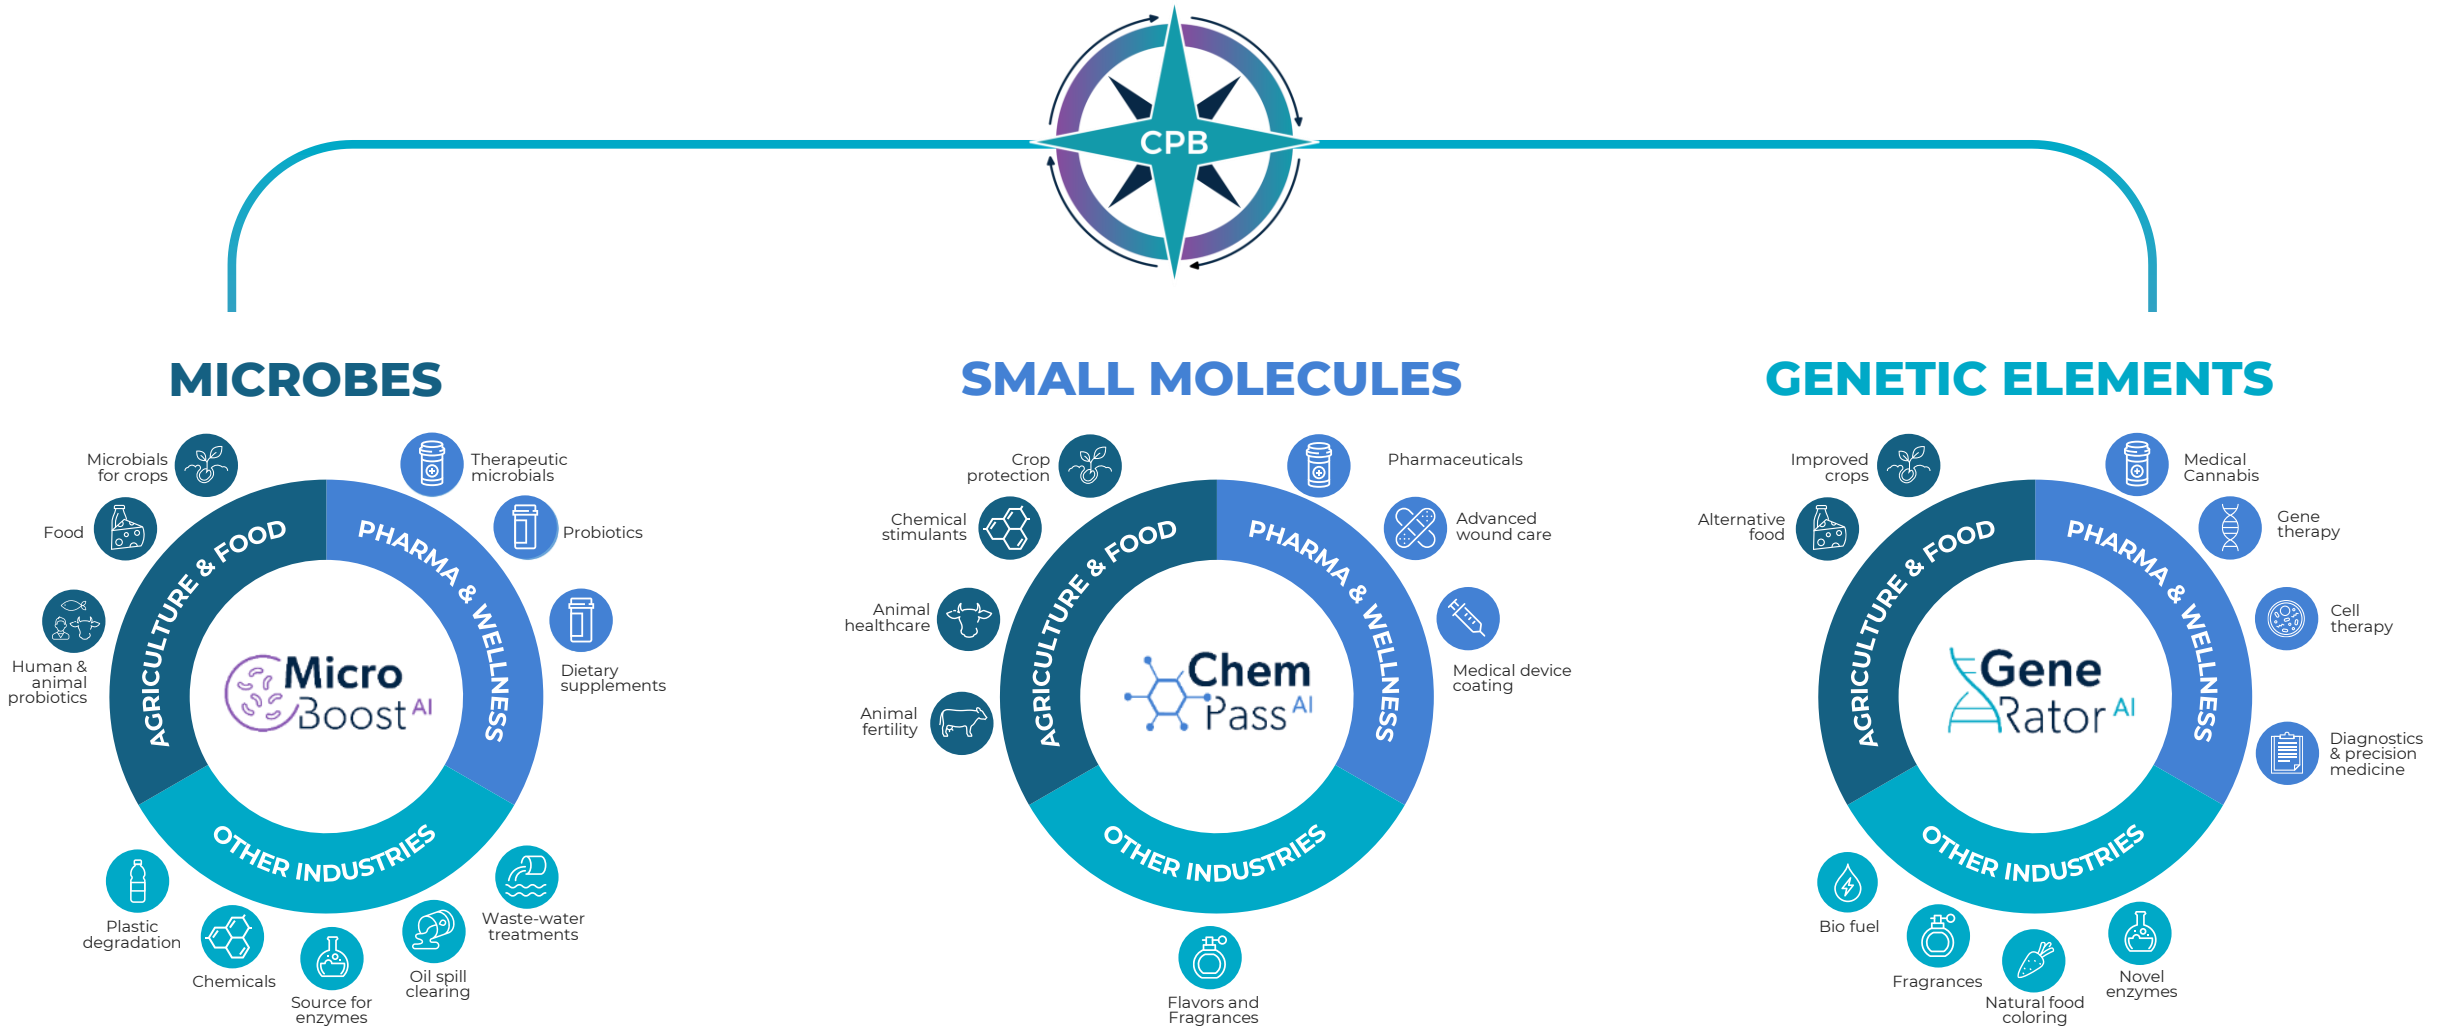 CPB
MICROBES
Microbials
for crops
Food
Human &
animal
probiotics
Therapeutic
microbials
Probiotics
Dietary
supplements
AGRICULTURE & FOOD
PHARMA & WELLNESS
OTHER INDUSTRIES
Micro
Boost AI
Plastic
degradation
Chemicals
Source for
enzymes
Oil spill
clearing
Waste-water
treatments
SMALL MOLECULES
Crop
protection
Chemical
stimulants
Animal
healthcare
Animal
fertility
Pharmaceuticals
Advanced
wound care
Medical device
coating
AGRICULTURE & FOOD
PHARMA & WELLNESS
OTHER INDUSTRIES
Chem
Pass AI
Flavors and
Fragrances
GENETIC ELEMENTS
Improved
crops
Alternative
food
Medical
Cannabis
Gene
therapy
Cell
therapy
Diagnostics
& precision
medicine
AGRICULTURE & FOOD
PHARMA & WELLNESS
OTHER INDUSTRIES
Gene
Rator AI
Bio fuel
Fragrances
Natural food
coloring
Novel
enzymes